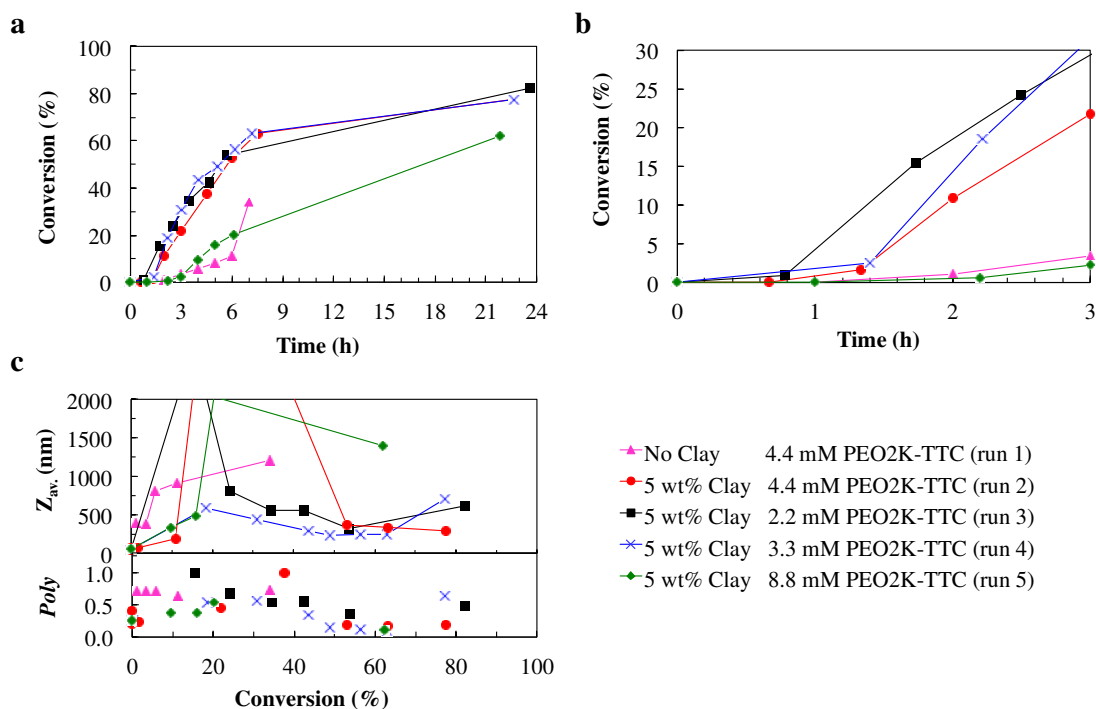 a
100
80
60
40
20
0
Conversion (%)
0 3 6 9 12 15 18 21 24
Time (h)
b
30
25
20
15
10
5
0
Conversion (%)
0 1 2 3
Time (h)
c
2000
1500
1000
500
0
Z av. (nm)
1.0
0.5
0.0
Poly
0 20 40 60 80 100
Conversion (%)
No Clay 4.4 mM PEO2K-TTC (run 1)
5 wt% Clay 4.4 mM PEO2K-TTC (run 2)
5 wt% Clay 2.2 mM PEO2K-TTC (run 3)
5 wt% Clay 3.3 mM PEO2K-TTC (run 4)
5 wt% Clay 8.8 mM PEO2K-TTC (run 5)